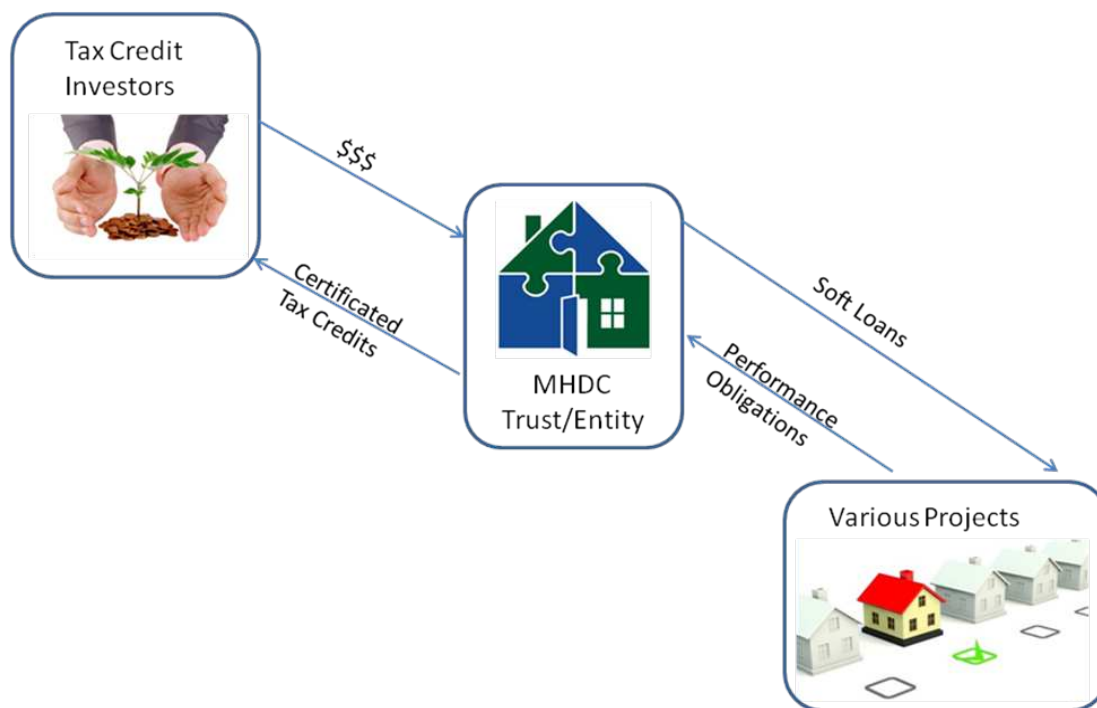 Tax Credit
Investors
$$$
Certificated
Tax Credits
MHDC
Trust/Entity
Soft Loans
Performance
Obligations
Various Projects